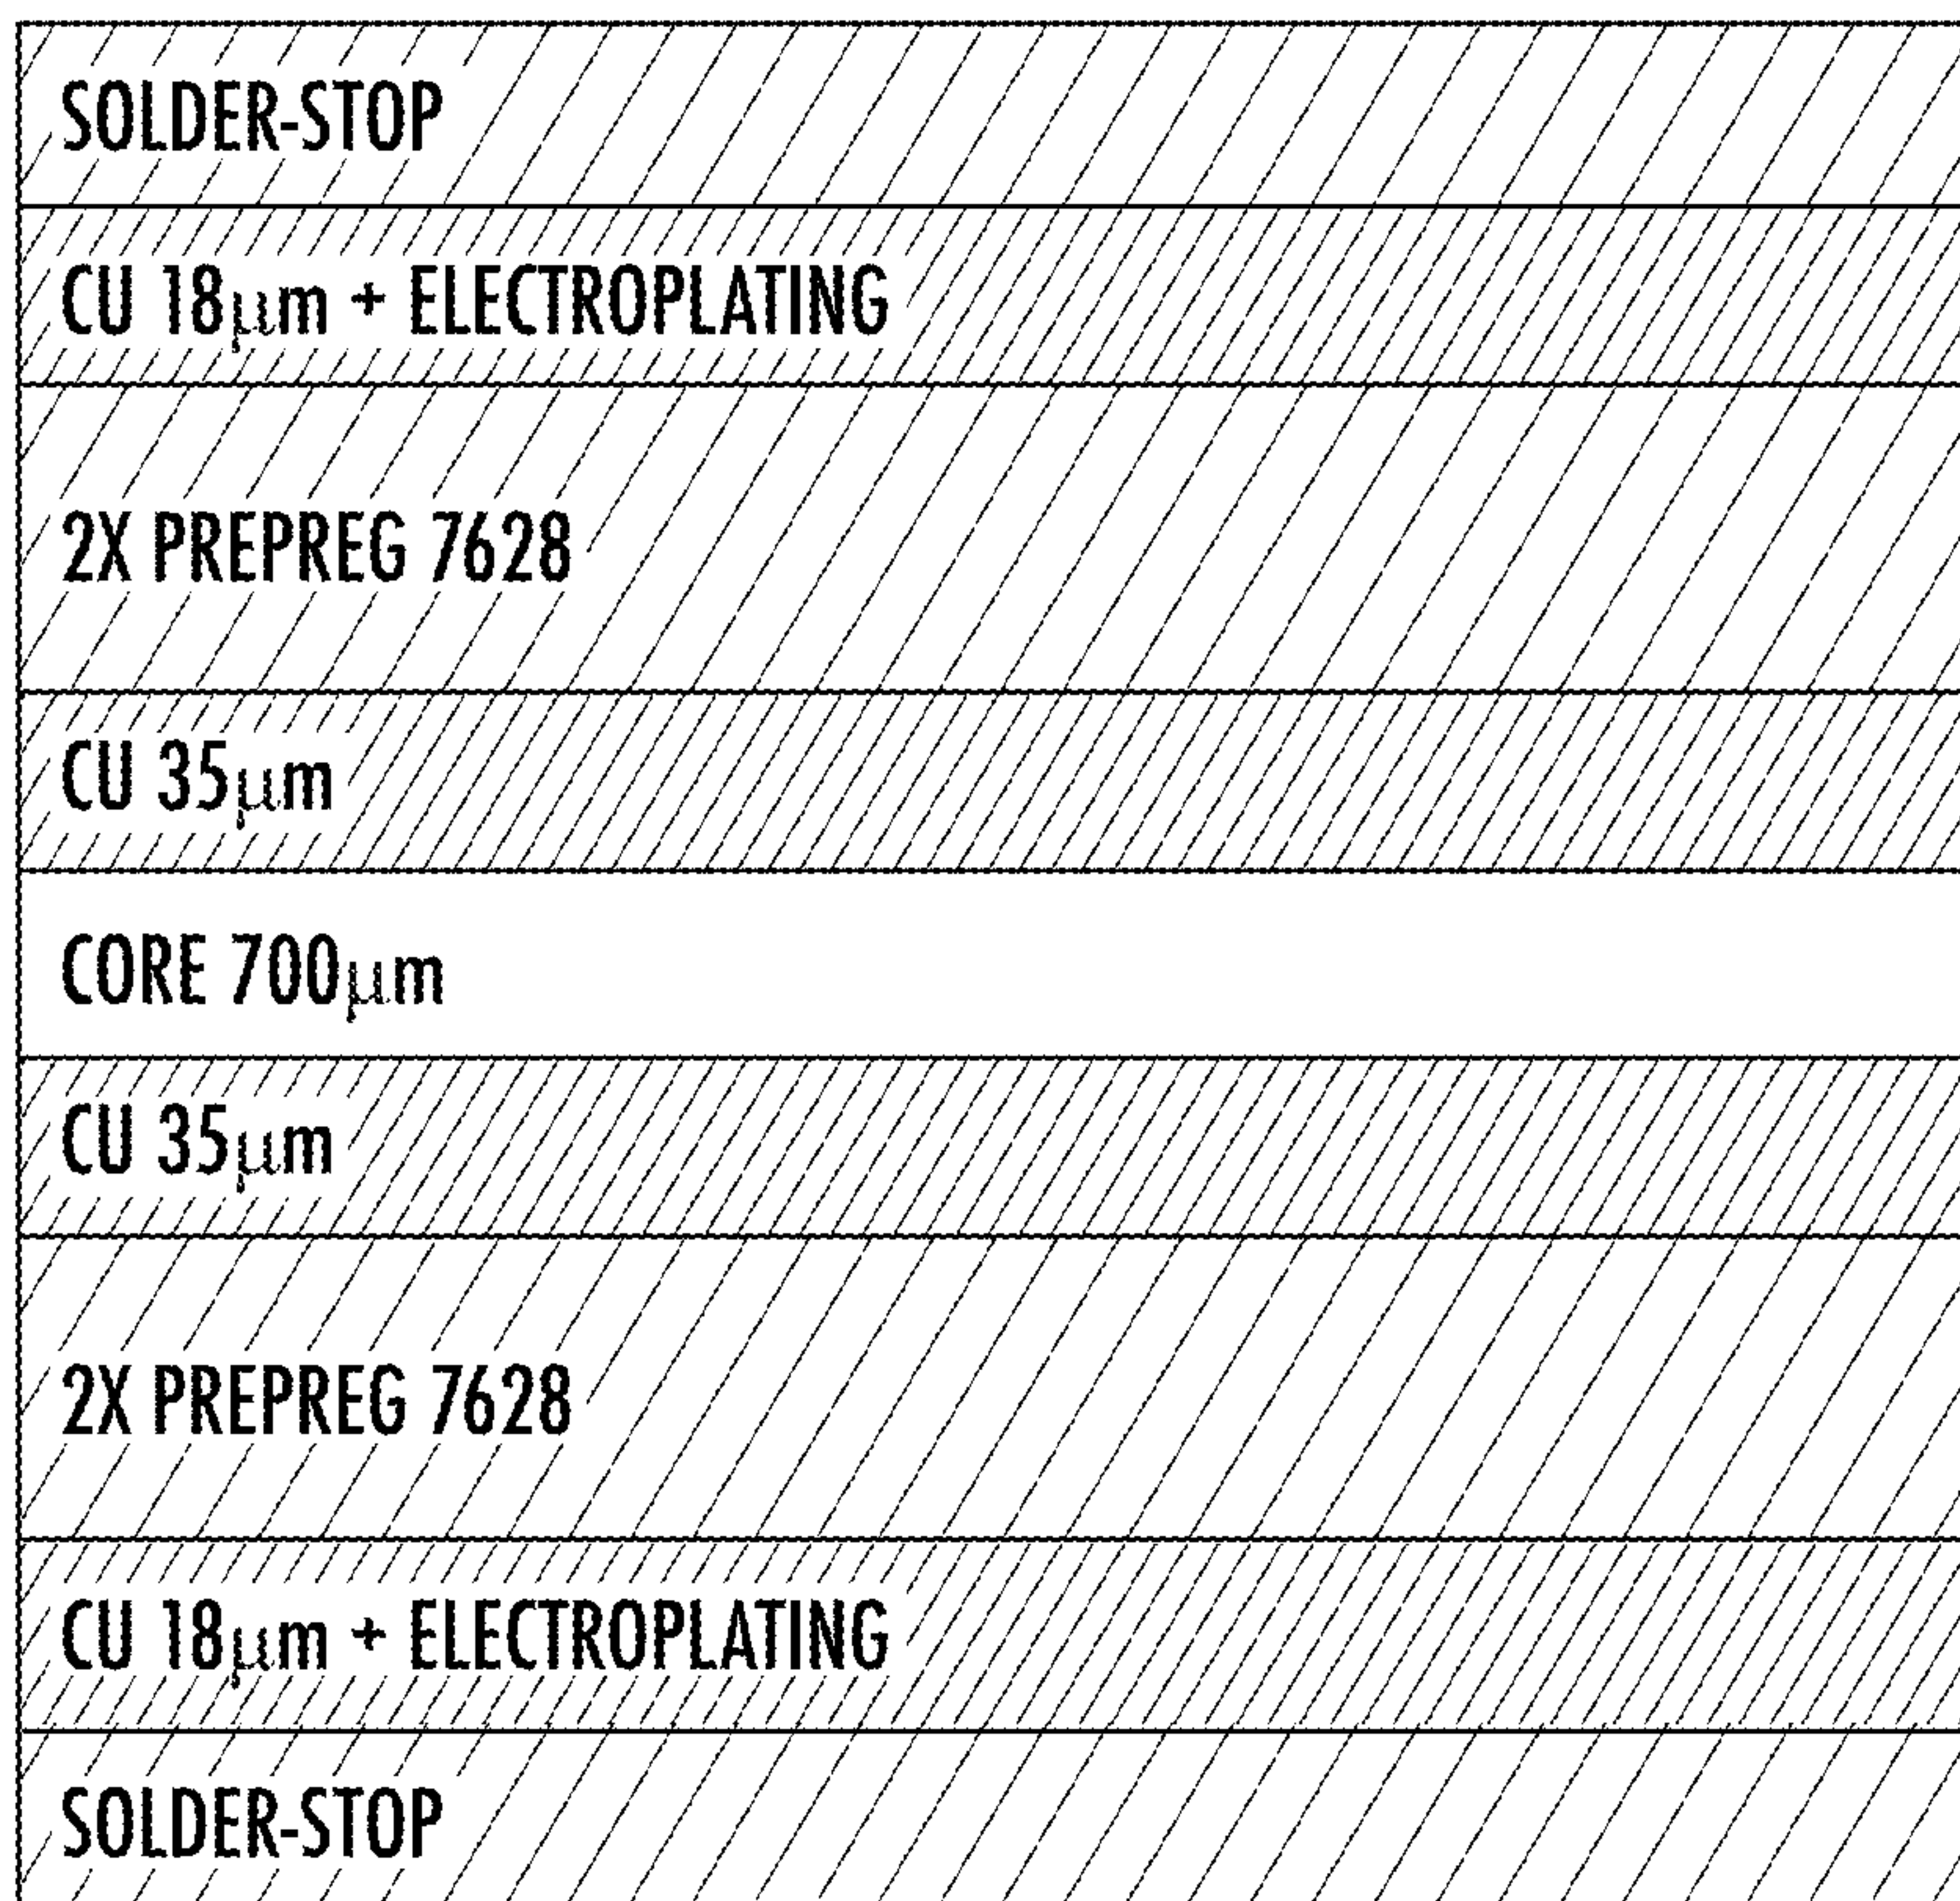 SOLDER-STOP
CU 18µm + ELECTROPLATING
2X PREPREG 7628
CU 35µm
CORE 700µm
CU 35µm
2X PREPREG 7628
CU 18µm + ELECTROPLATING
SOLDER-STOP